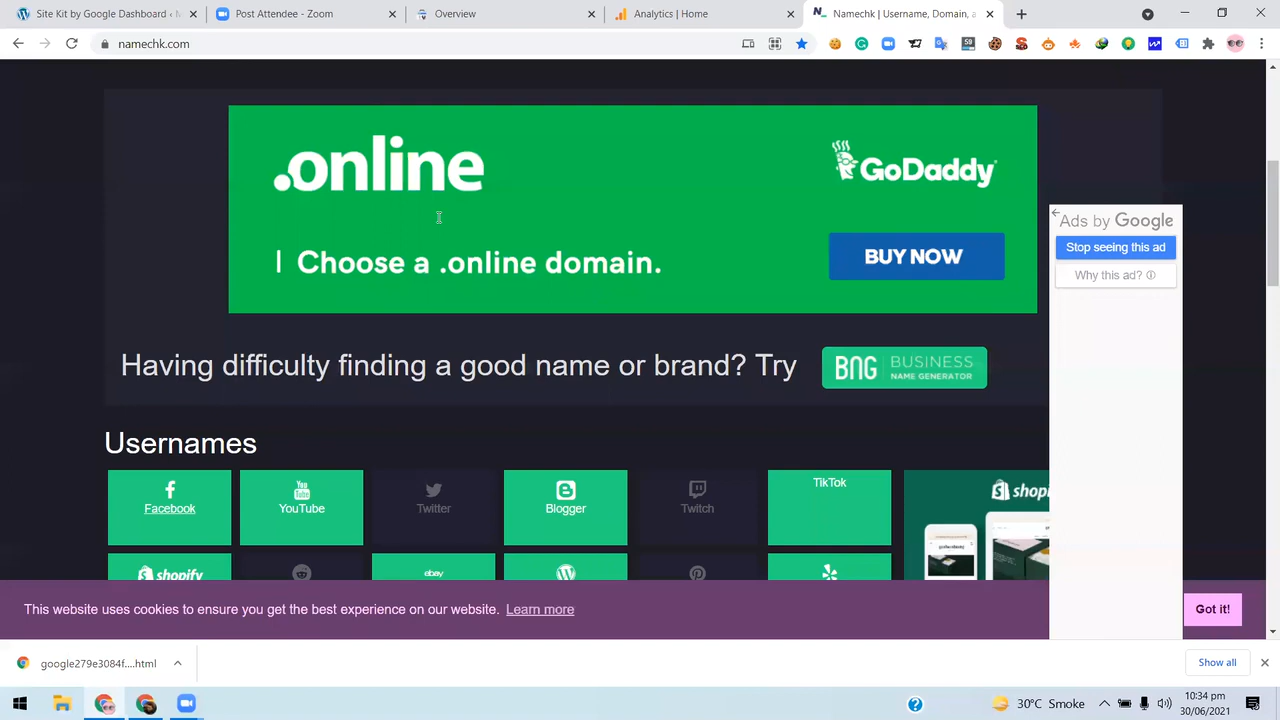 Site Kit by Google Dashboard ‹ M
Post Attendee - Zoom
Overview
Analytics | Home
Namechk | Username, Domain, a
namechk.com
59
.online
GoDaddy
Choose a .online domain.
BUY NOW
Ads by Google
Stop seeing this ad
Why this ad?
Having difficulty finding a good name or brand? Try
BNG BUSINESS
NAME GENERATOR
Usernames
Facebook
You Tube
YouTube
Twitter
Blogger
Twitch
TikTok
shopi
shopify
ebay
This website uses cookies to ensure you get the best experience on our website. Learn more
Got it!
google279e3084f....html
Show all
30°C Smoke
10:34 pm
30/06/2021